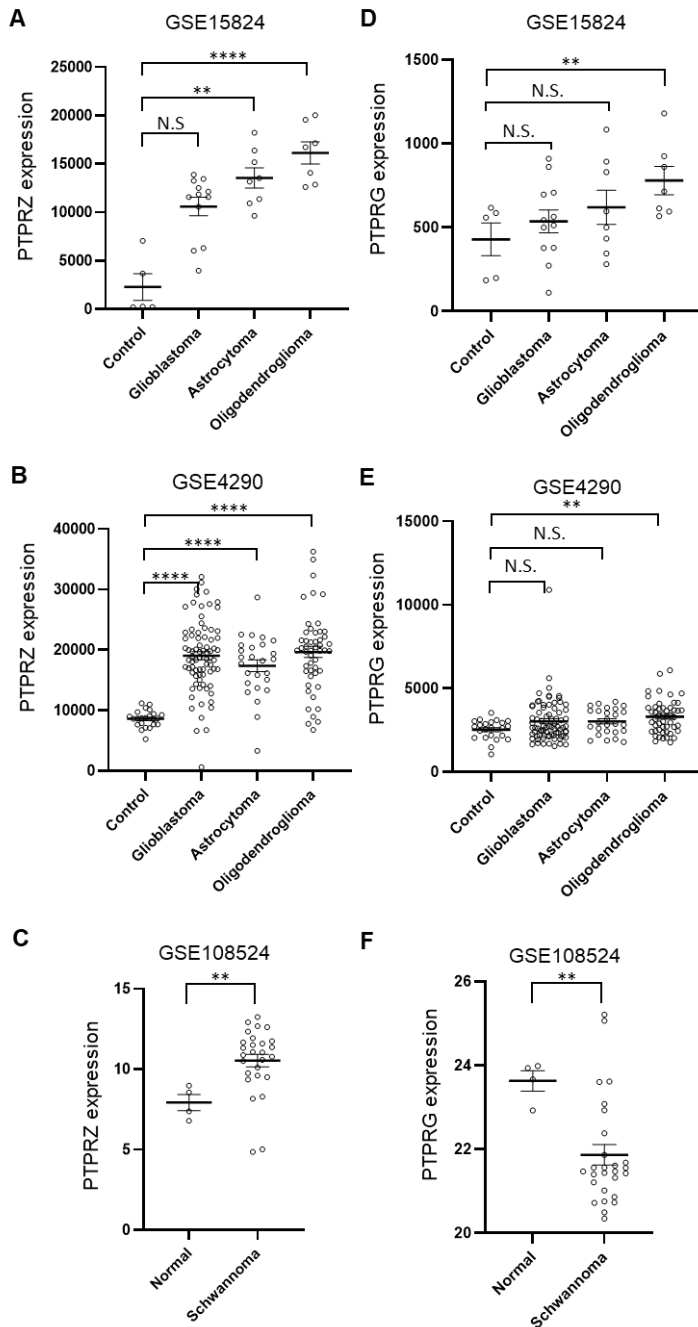 A
GSE15824
PTPRZ expression
25000
20000
15000
10000
5000
0
****
**
N.S
Control
Glioblastoma
Astrocytoma
Oligodendroglioma
D
GSE15824
PTPRG expression
1500
1000
500
0
**
N.S.
N.S.
Control
Glioblastoma
Astrocytoma
Oligodendroglioma
B
GSE4290
PTPRZ expression
40000
30000
20000
10000
0
****
****
****
Control
Glioblastoma
Astrocytoma
Oligodendroglioma
E
GSE4290
PTPRG expression
15000
10000
5000
0
**
N.S.
N.S.
Control
Glioblastoma
Astrocytoma
Oligodendroglioma
C
GSE108524
PTPRZ expression
15
10
5
0
**
Normal
Schwannoma
F
GSE108524
PTPRG expression
26
24
22
20
**
Normal
Schwannoma